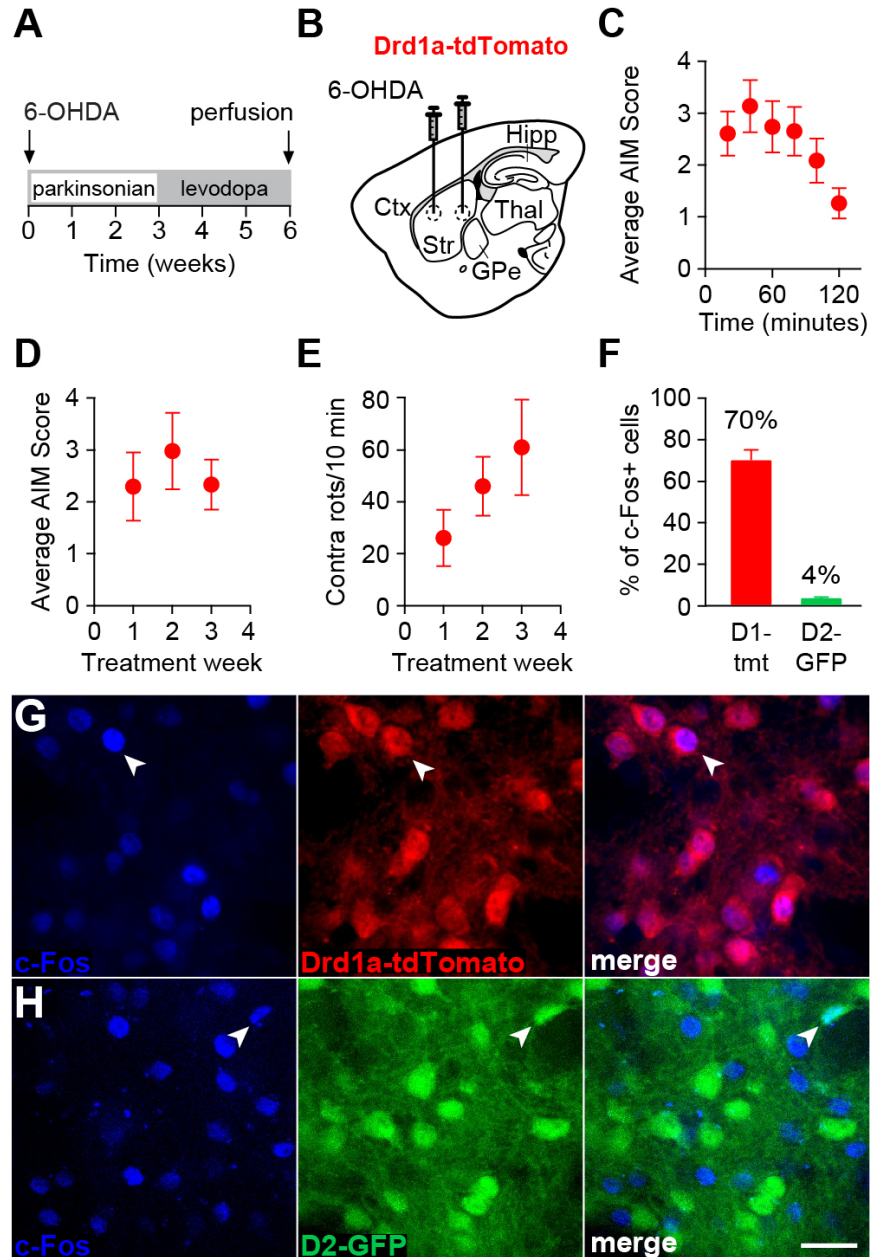 A
6-OHDA
perfusion
parkinsonian
levodopa
0 1 2 3 4 5 6
Time (weeks)
B
Drd1a-tdTomato
6-OHDA
Hipp
Ctx
Thal
Str
GPe
C
Average AIM Score
4
3
2
1
0
0 60 120
Time (minutes)
D
Average AIM Score
4
3
2
1
0
0 1 2 3 4
Treatment week
E
Contra rots/10 min
80
60
40
20
0
0 1 2 3 4
Treatment week
F
% of c-Fos+ cells
100
80
60
40
20
0
70%
4%
D1-
tmt
D2-
GFP
G
c-Fos
Drd1a-tdTomato
merge
H
c-Fos
D2-GFP
merge